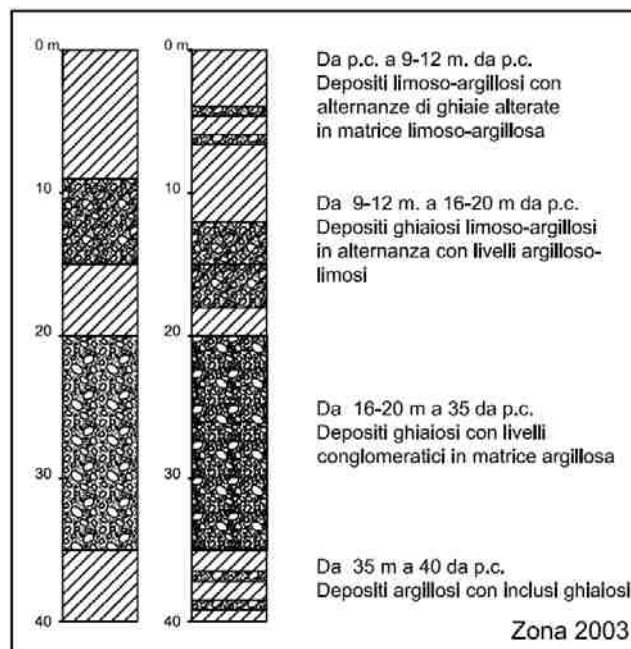 0 m
10
20
30
40
0 m
10
20
30
40
Da p.c. a 9-12 m. da p.c.
Depositi limoso-argillosi con
alternanze di ghiaie alterate
in matrice limoso-argillosa
Da 9-12 m. a 16-20 m da p.c.
Depositi ghiaiosi limoso-argillosi
in alternanza con livelli argilloso-
limosi
Da 16-20 m a 35 da p.c.
Depositi ghiaiosi con livelli
conglomeratici in matrice argillosa
Da 35 m a 40 da p.c.
Depositi argillosi con inclusi ghiaiosi
Zona 2003